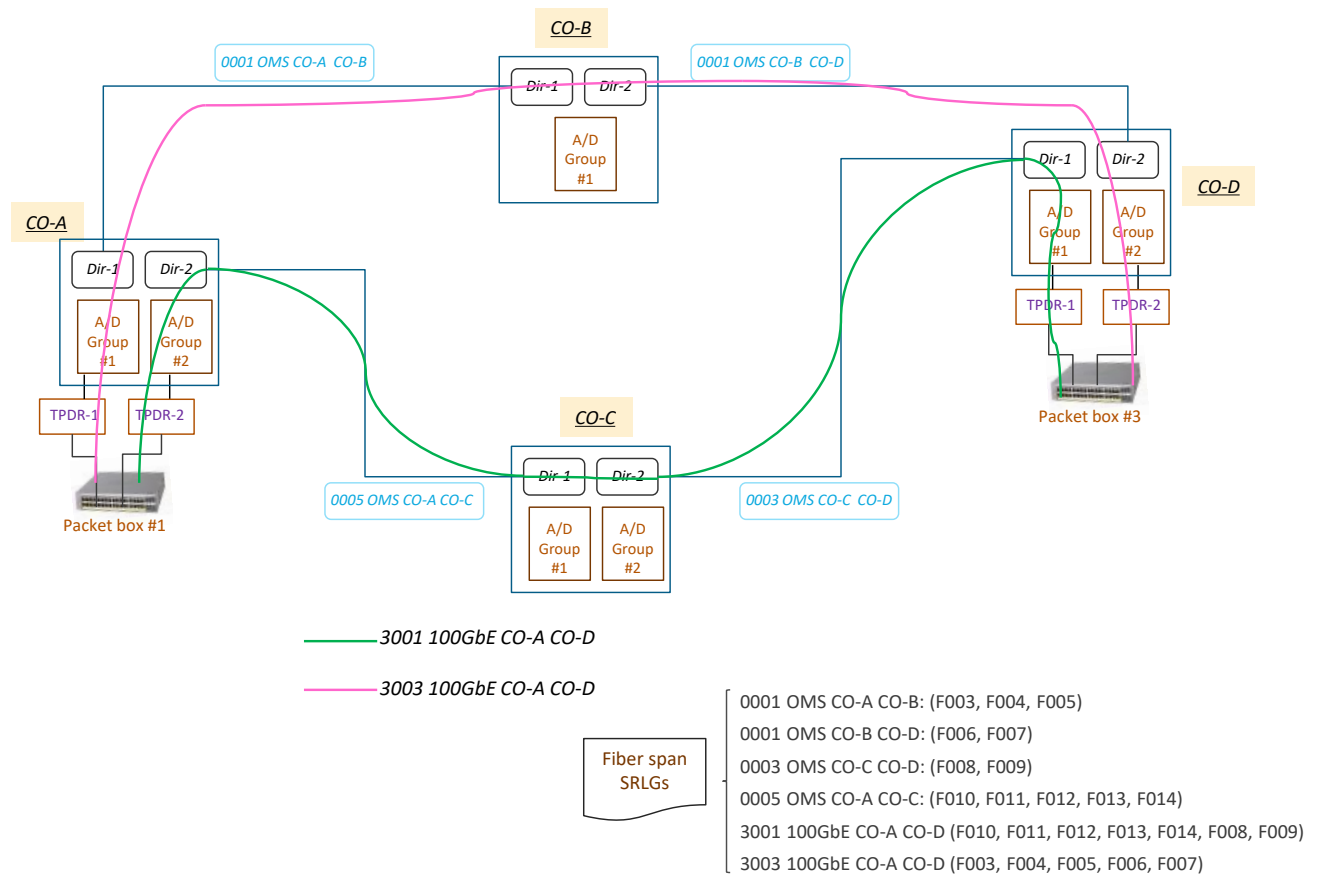 CO-B
0001 OMS CO-A CO-B
0001 OMS CO-B CO-D
Dir-1
Dir-2
A/D
Group
#1
CO-D
Dir-1
Dir-2
A/D
Group
#1
A/D
Group
#2
TPDR-1
TPDR-2
Packet box #3
CO-A
Dir-1
Dir-2
A/D
Group
#1
A/D
Group
#2
TPDR-1
TPDR-2
Packet box #1
CO-C
Dir-1
Dir-2
0005 OMS CO-A CO-C
0003 OMS CO-C CO-D
A/D
Group
#1
A/D
Group
#2
3001 100GbE CO-A CO-D
3003 100GbE CO-A CO-D
Fiber span
SRLGs
0001 OMS CO-A CO-B: (F003, F004, F005)
0001 OMS CO-B CO-D: (F006, F007)
0003 OMS CO-C CO-D: (F008, F009)
0005 OMS CO-A CO-C: (F010, F011, F012, F013, F014)
3001 100GbE CO-A CO-D (F010, F011, F012, F013, F014, F008, F009)
3003 100GbE CO-A CO-D (F003, F004, F005, F006, F007)